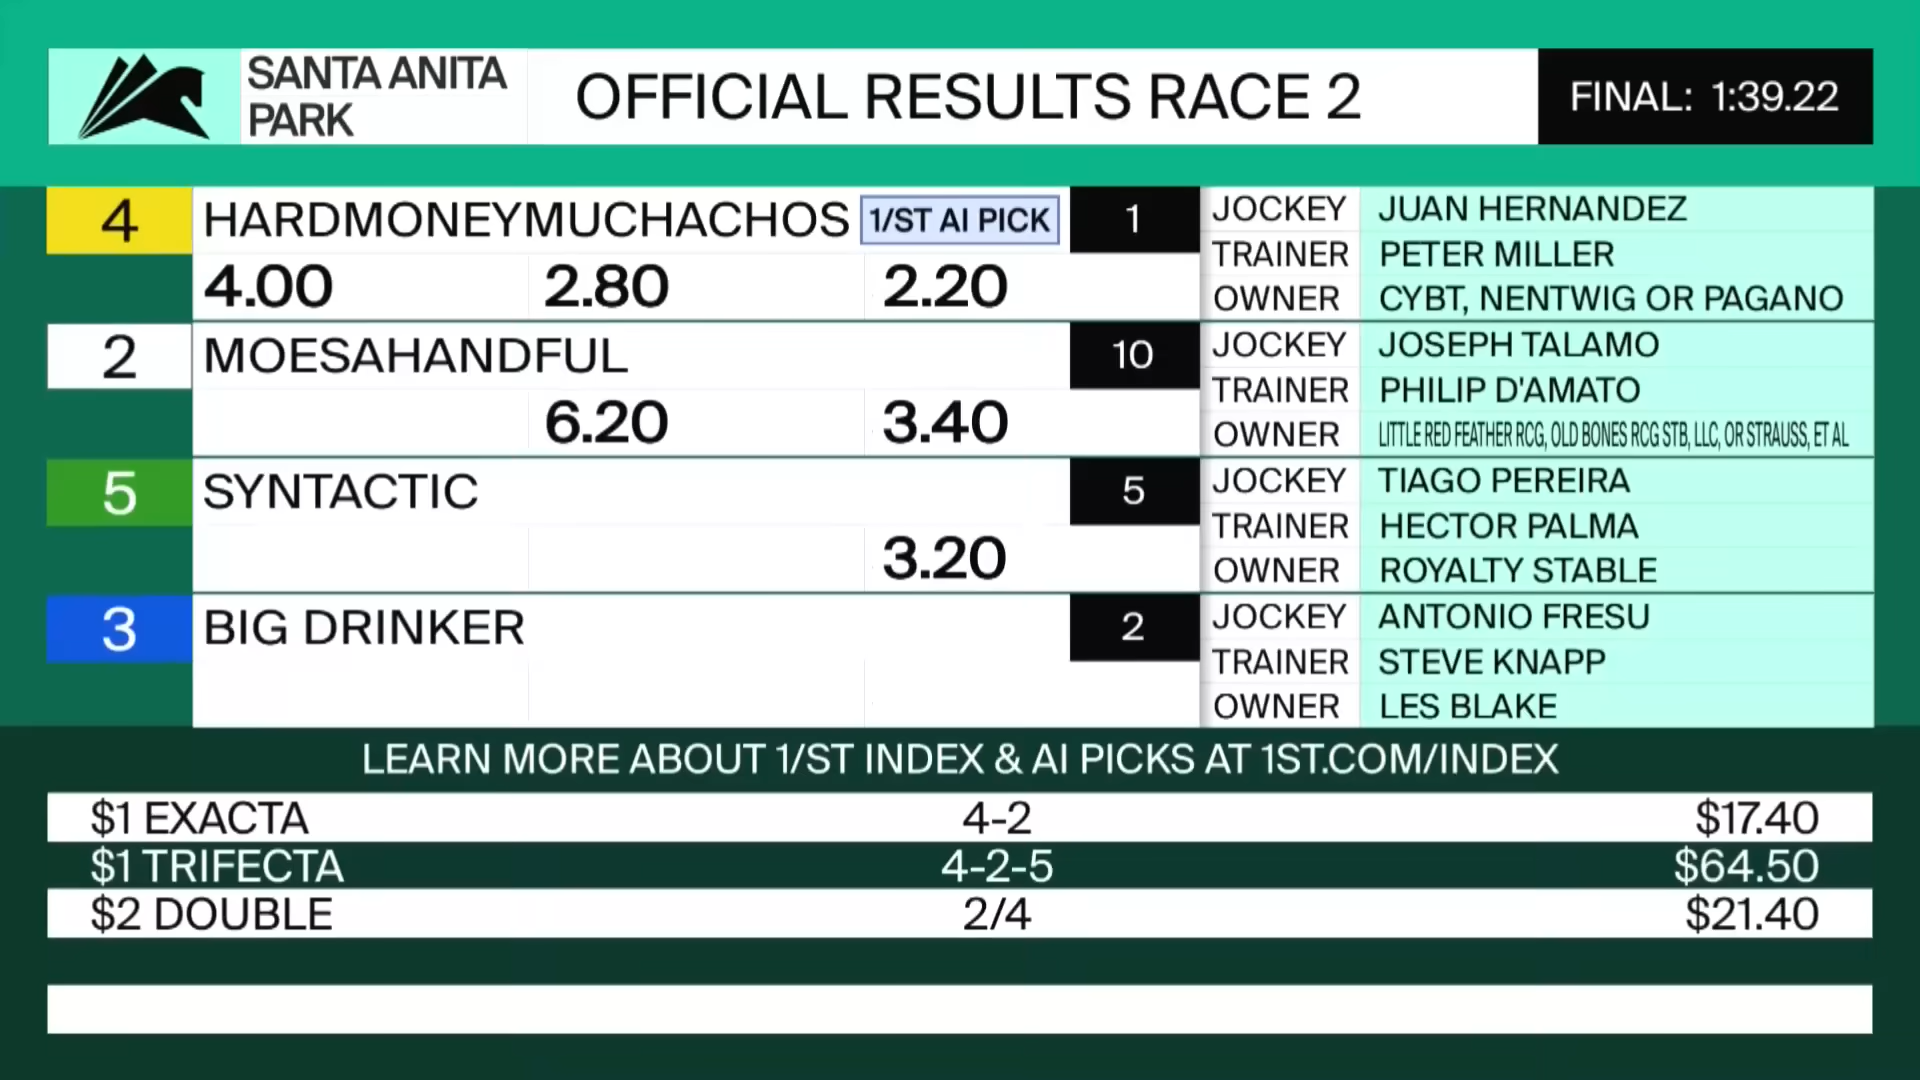 SANTA ANITA
PARK
OFFICIAL RESULTS RACE 2
FINAL: 1:39.22
4 HARDMONEYMUCHACHOS 1/ST AI PICK 1
4.00 2.80 2.20
JOCKEY JUAN HERNANDEZ
TRAINER PETER MILLER
OWNER CYBT, NENTWIG OR PAGANO
2 MOESAHANDFUL 10
6.20 3.40
JOCKEY JOSEPH TALAMO
TRAINER PHILIP D'AMATO
OWNER LITTLE RED FEATHER RCG, OLD BONES RCG STB, LLC, OR STRAUSS, ET AL
5 SYNTACTIC 5
3.20
JOCKEY TIAGO PEREIRA
TRAINER HECTOR PALMA
OWNER ROYALTY STABLE
3 BIG DRINKER 2
JOCKEY ANTONIO FRESU
TRAINER STEVE KNAPP
OWNER LES BLAKE
LEARN MORE ABOUT 1/ST INDEX & AI PICKS AT 1ST.COM/INDEX
$1 EXACTA 4-2 $17.40
$1 TRIFECTA 4-2-5 $64.50
$2 DOUBLE 2/4 $21.40